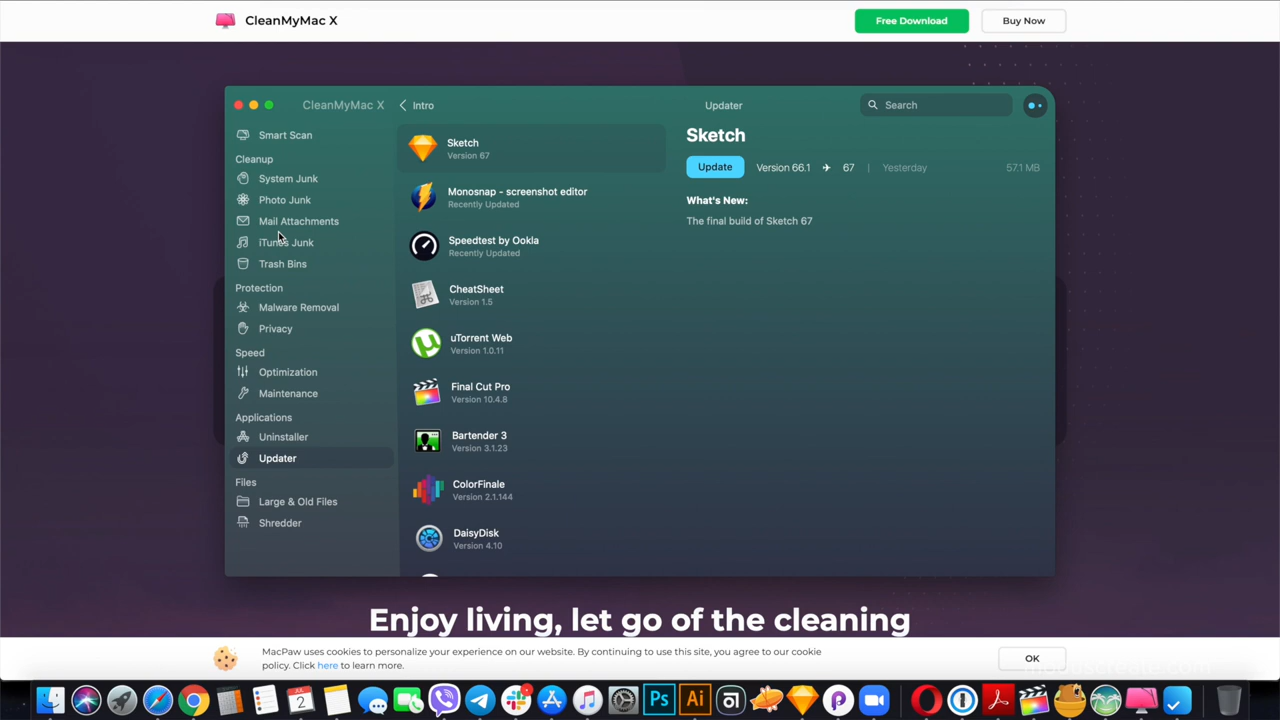 CleanMyMac X
Free Download
Buy Now
CleanMyMac X
Intro
Updater
Search
Smart Scan
Cleanup
System Junk
Photo Junk
Mail Attachments
iTunes Junk
Trash Bins
Protection
Malware Removal
Privacy
Speed
Optimization
Maintenance
Applications
Uninstaller
Updater
Files
Large & Old Files
Shredder
Sketch
Version 67
Monosnap - screenshot editor
Recently Updated
Speedtest by Ookla
Recently Updated
CheatSheet
Version 1.5
uTorrent Web
Version 1.0.11
Final Cut Pro
Version 10.4.8
Bartender 3
Version 3.1.23
ColorFinale
Version 2.1.144
DaisyDisk
Version 4.10
Sketch
Update Version 66.1 67 | Yesterday 57.1 MB
What's New:
The final build of Sketch 67
Enjoy living, let go of the cleaning
MacPaw uses cookies to personalize your experience on our website. By continuing to use this site, you agree to our cookie
policy. Click here to learn more.
OK
2
Ps
Ai